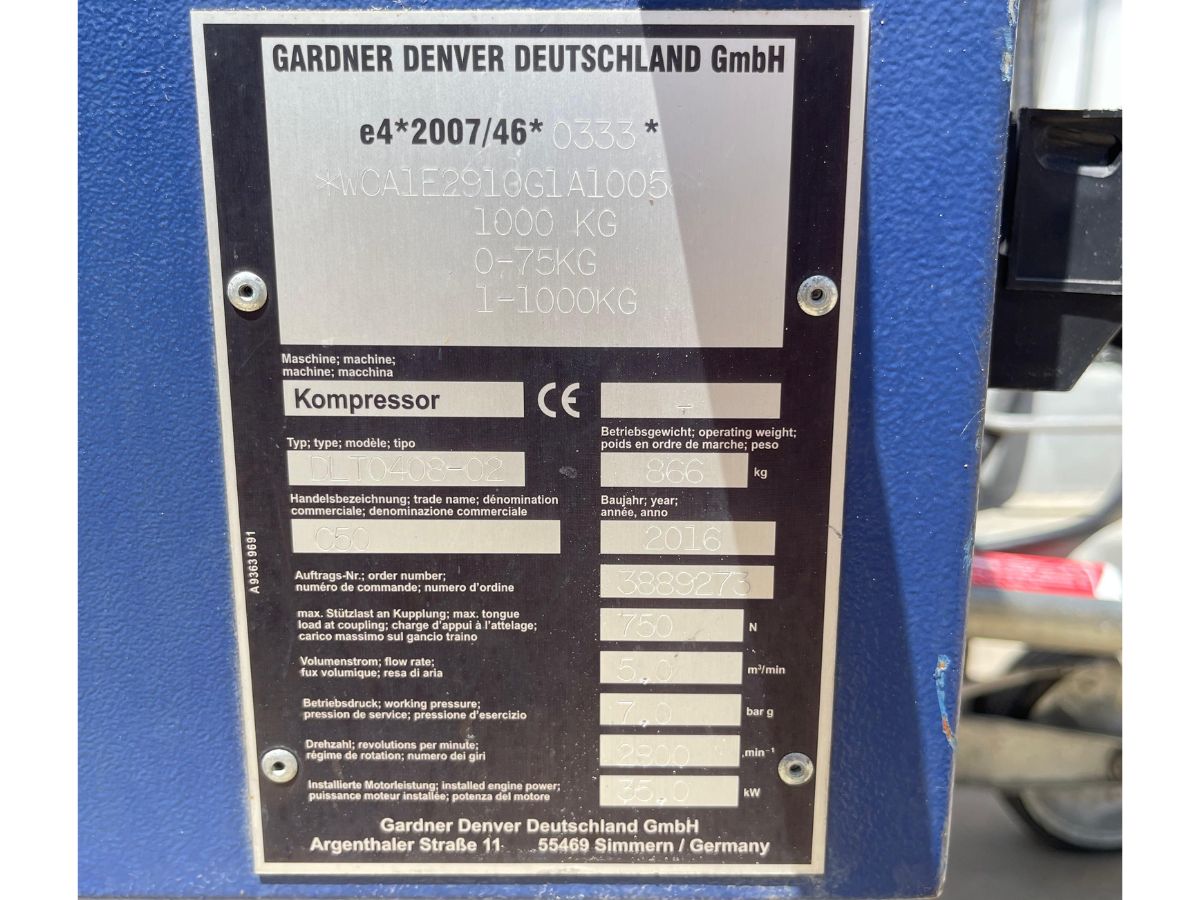 GARDNER DENVER DEUTSCHLAND GmbH
e4*2007/46* 0333 *
*WCA1E2910G1A1005
1000 KG
0-75KG
1-1000KG
Maschine; machine;
machine; macchina
Kompressor CE -
Typ; type; modèle; tipo
DLT0408-02
Betriebsgewicht; operating weight;
poids en ordre de marche; peso
866 kg
Handelsbezeichnung; trade name; dénomination
commerciale; denominazione commerciale
C50
Baujahr; year;
année, anno
2016
Auftrags-Nr.; order number;
numéro de commande; numero d'ordine
3889273
max. Stützlast an Kupplung; max. tongue
load at coupling; charge d'appui à l'attelage;
carico massimo sul gancio traino
750 N
Volumenstrom; flow rate;
fux volumique; resa di aria
5,0 m³/min
Betriebsdruck; working pressure;
pression de service; pressione d'esercizio
7,0 bar g
Drehzahl; revolutions per minute;
régime de rotation; numero dei giri
2800 min⁻¹
Installierte Motorleistung; installed engine power;
puissance moteur installée; potenza del motore
35,0 kW
A93639691
Gardner Denver Deutschland GmbH
Argenthaler Straße 11 55469 Simmern / Germany